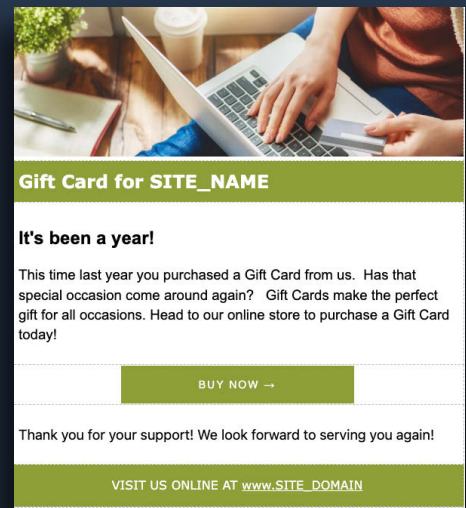 Gift Card for SITE_NAME
It's been a year!
This time last year you purchased a Gift Card from us.  Has that
special occasion come around again?   Gift Cards make the perfect
gift for all occasions. Head to our online store to purchase a Gift Card
today!
BUY NOW →
Thank you for your support! We look forward to serving you again!
VISIT US ONLINE AT www.SITE_DOMAIN